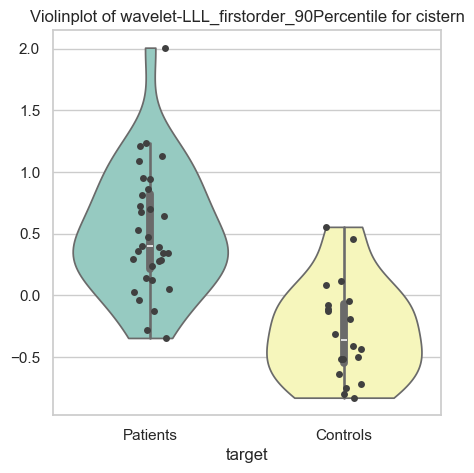 Violinplot of wavelet-LLL_firstorder_90Percentile for cistern
2.0
1.5
1.0
0.5
0.0
−0.5
Patients Controls
target